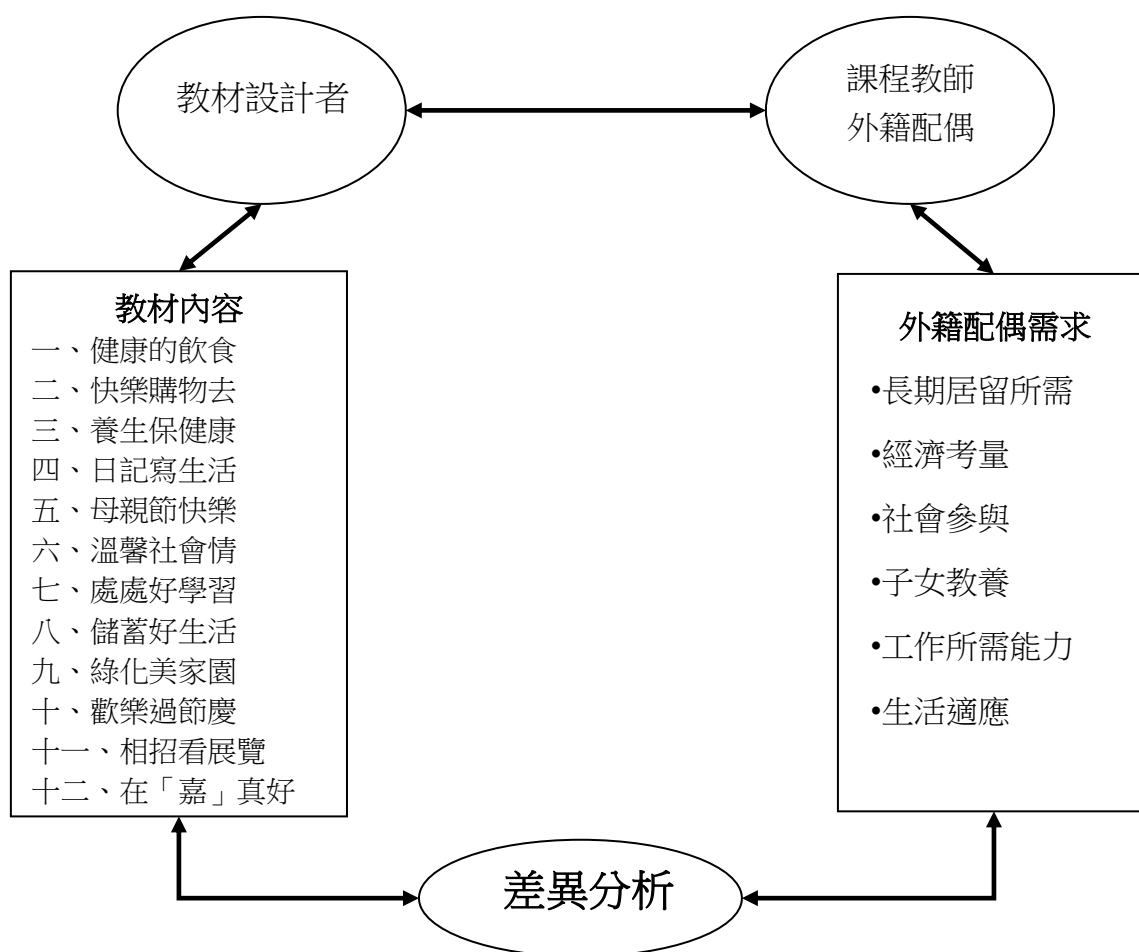 教材設計者
課程教師
外籍配偶
教材內容
一、健康的飲食
二、快樂購物去
三、養生保健康
四、日記寫生活
五、母親節快樂
六、溫馨社會情
七、處處好學習
八、儲蓄好生活
九、綠化美家園
十、歡樂過節慶
十一、相招看展覽
十二、在「嘉」真好
外籍配偶需求
•長期居留所需
•經濟考量
•社會參與
•子女教養
•工作所需能力
•生活適應
差異分析